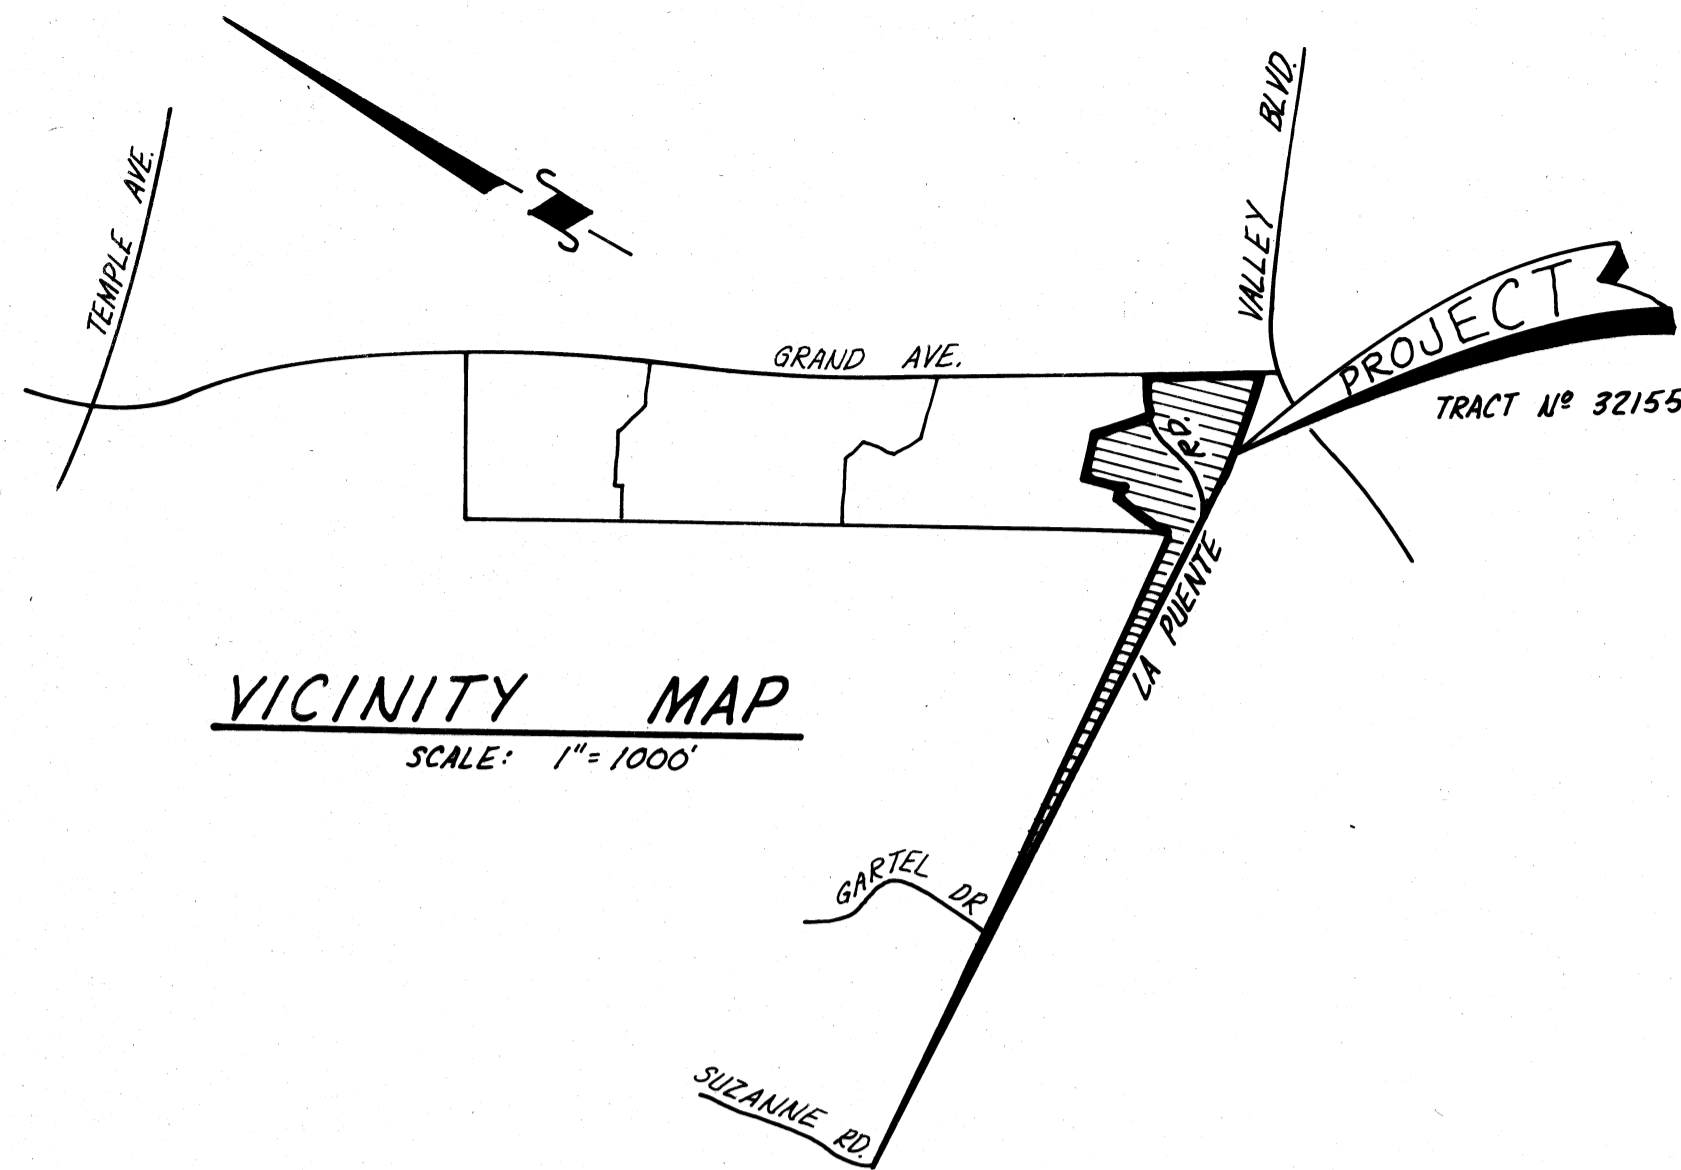 TEMPLE AVE.
VALLEY BLVD.
GRAND AVE.
PROJECT
TRACT Nº 32155
RD.
LA PUENTE
VICINITY MAP
SCALE: 1"= 1000'
GARTEL DR
SUZANNE RD.